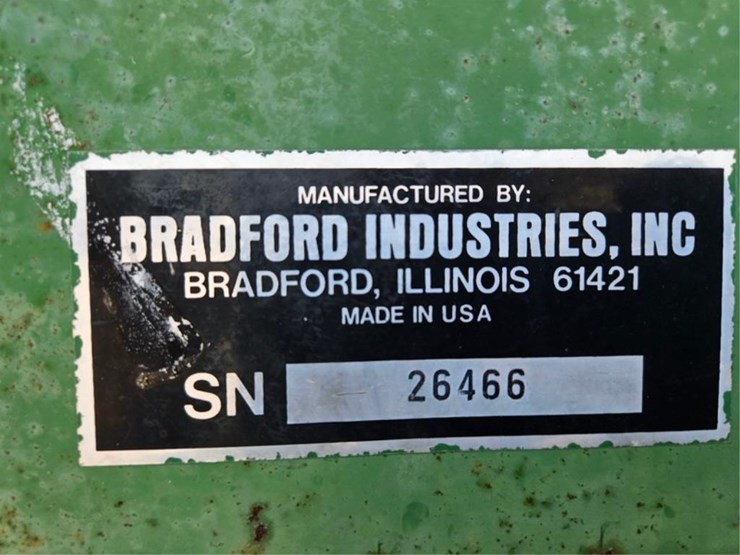 MANUFACTURED BY:
BRADFORD INDUSTRIES, INC
BRADFORD, ILLINOIS 61421
MADE IN USA
SN 26466